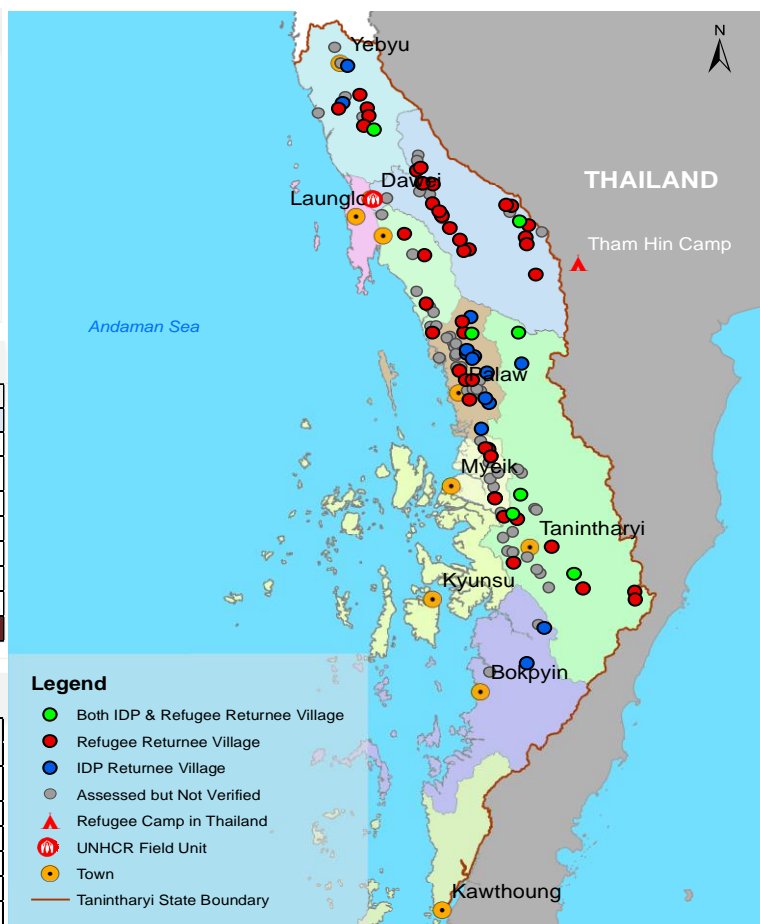 Yebyu
N
Dawei
THAILAND
Launglon
Tham Hin Camp
Andaman Sea
Palaw
Myeik
Tanintharyi
Kyunsu
Bokpyin
Legend
Both IDP & Refugee Returnee Village
Refugee Returnee Village
IDP Returnee Village
Assessed but Not Verified
Refugee Camp in Thailand
UNHCR Field Unit
Town
Tanintharyi State Boundary
Kawthoung